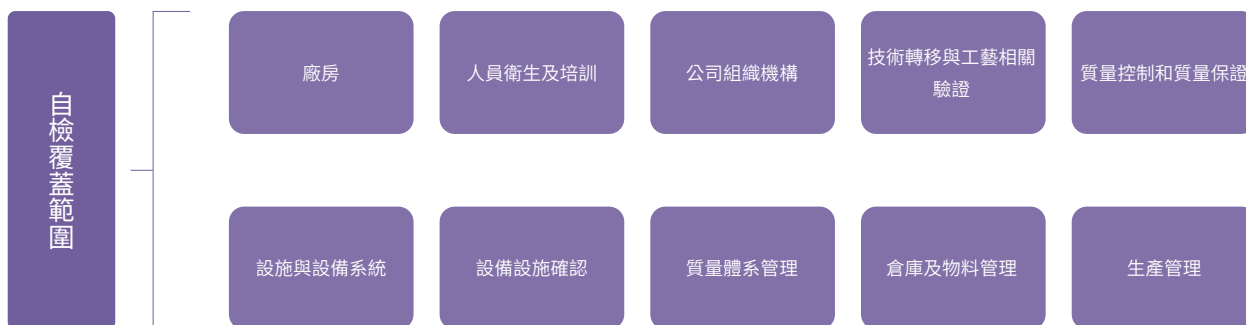 自檢覆蓋範圍
廠房
人員衛生及培訓
公司組織機構
技術轉移與工藝相關
驗證
質量控制和質量保證
設施與設備系統
設備設施確認
質量體系管理
倉庫及物料管理
生產管理